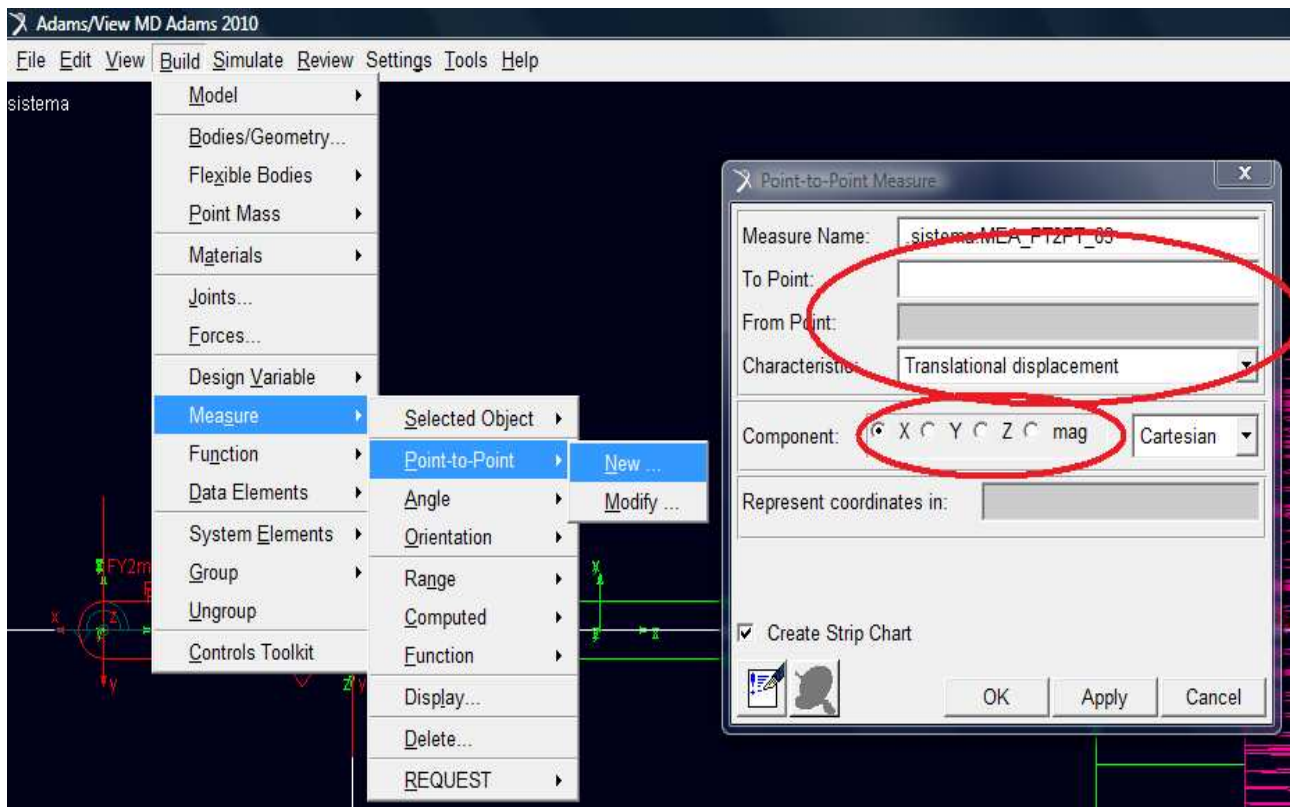 Adams/View MD Adams 2010
File Edit View Build Simulate Review Settings Tools Help
sistema
Model
Bodies/Geometry...
Flexible Bodies
Point Mass
Materials
Joints...
Forces...
Design Variable
Measure
Function
Data Elements
System Elements
Group
Ungroup
Controls Toolkit
Selected Object
Point-to-Point
Angle
Orientation
Range
Computed
Function
Display...
Delete...
REQUEST
New ...
Modify ...
Point-to-Point Measure
X
Measure Name: .sistema.MEA_PT2PT_63
To Point:
From Point:
Characteristic: Translational displacement
Component: X Y Z mag Cartesian
Represent coordinates in:
Create Strip Chart
OK Apply Cancel
FY2m
x
z
y